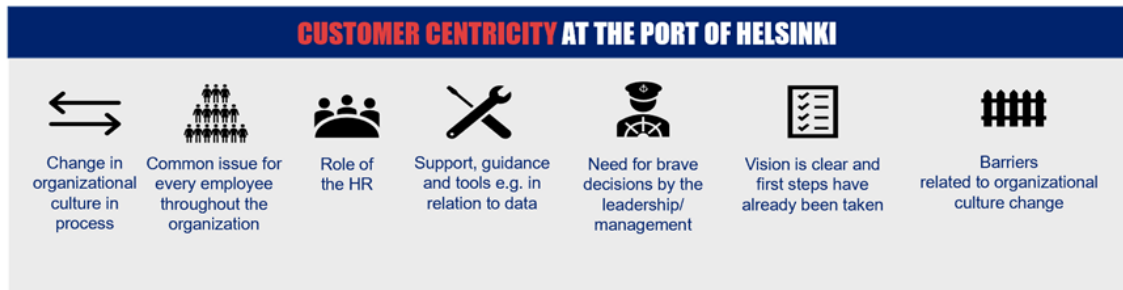 CUSTOMER CENTRICITY AT THE PORT OF HELSINKI
Change in
organizational
culture in
process
Common issue for
every employee
throughout the
organization
Role of
the HR
Support, guidance
and tools e.g. in
relation to data
Need for brave
decisions by the
leadership/
management
Vision is clear and
first steps have
already been taken
Barriers
related to organizational
culture change